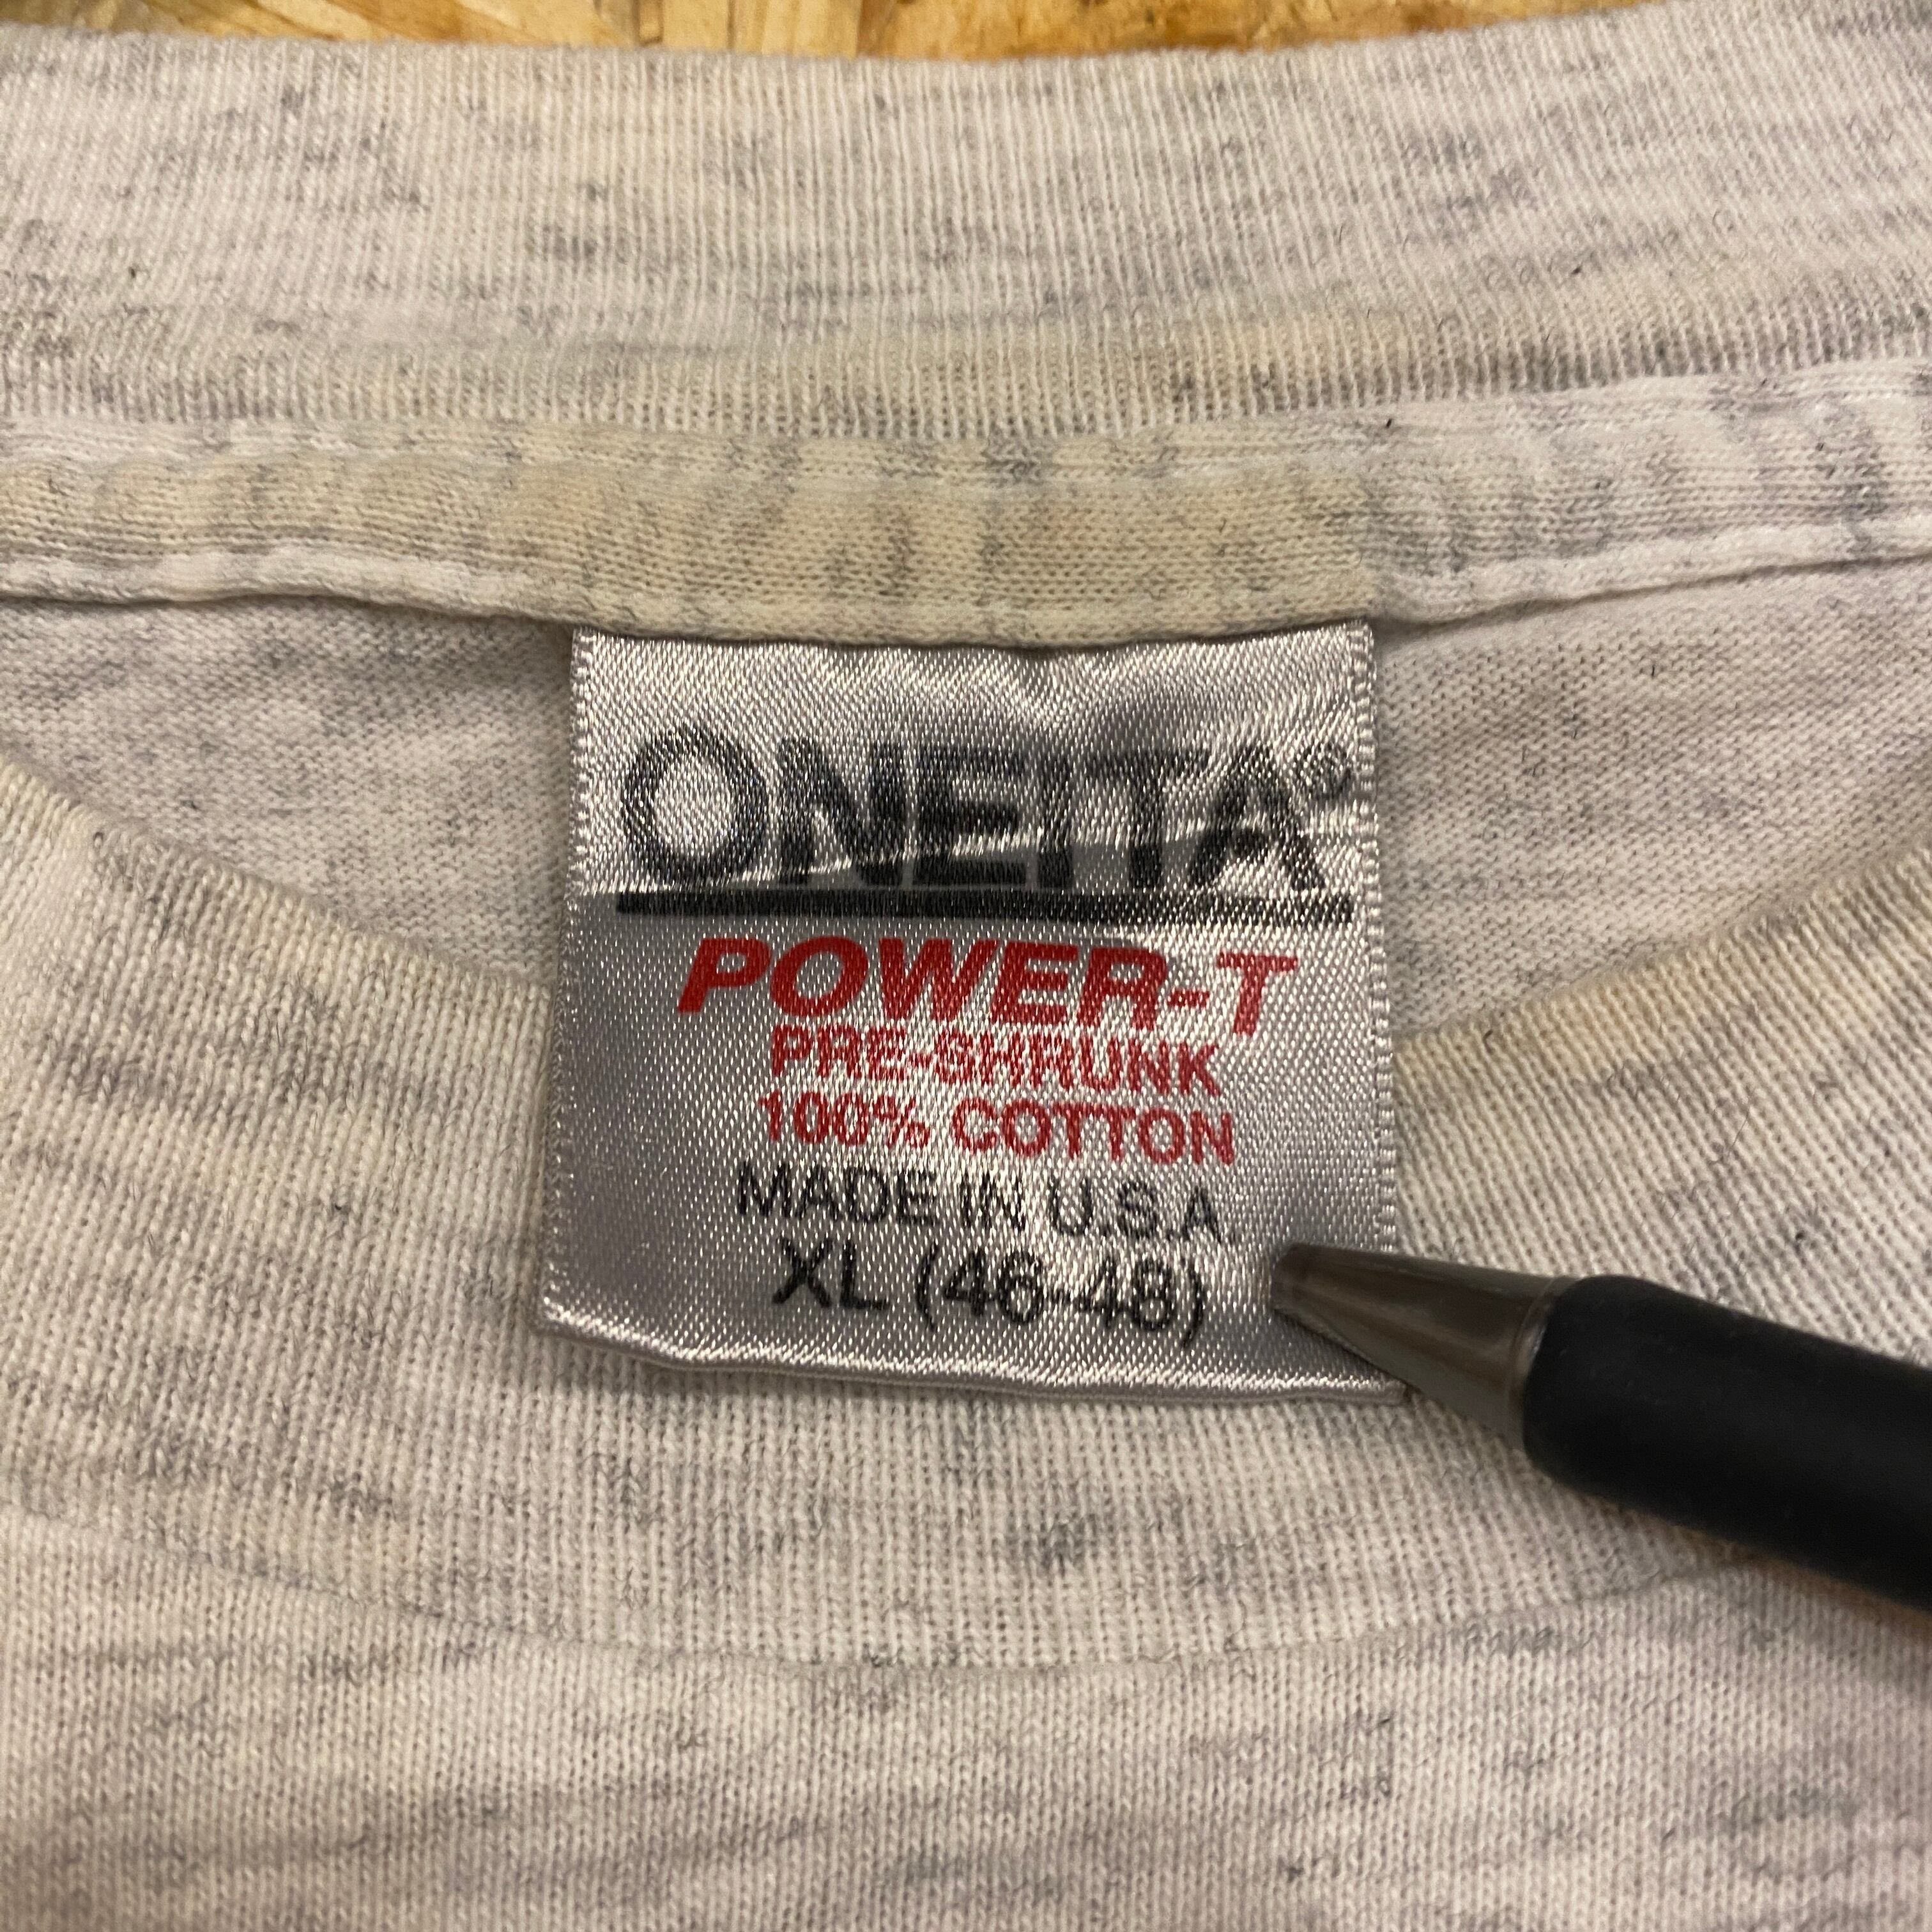 ONEITA®
POWER-T
PRE-SHRUNK
100% COTTON
MADE IN U.S.A
XL (46-48)